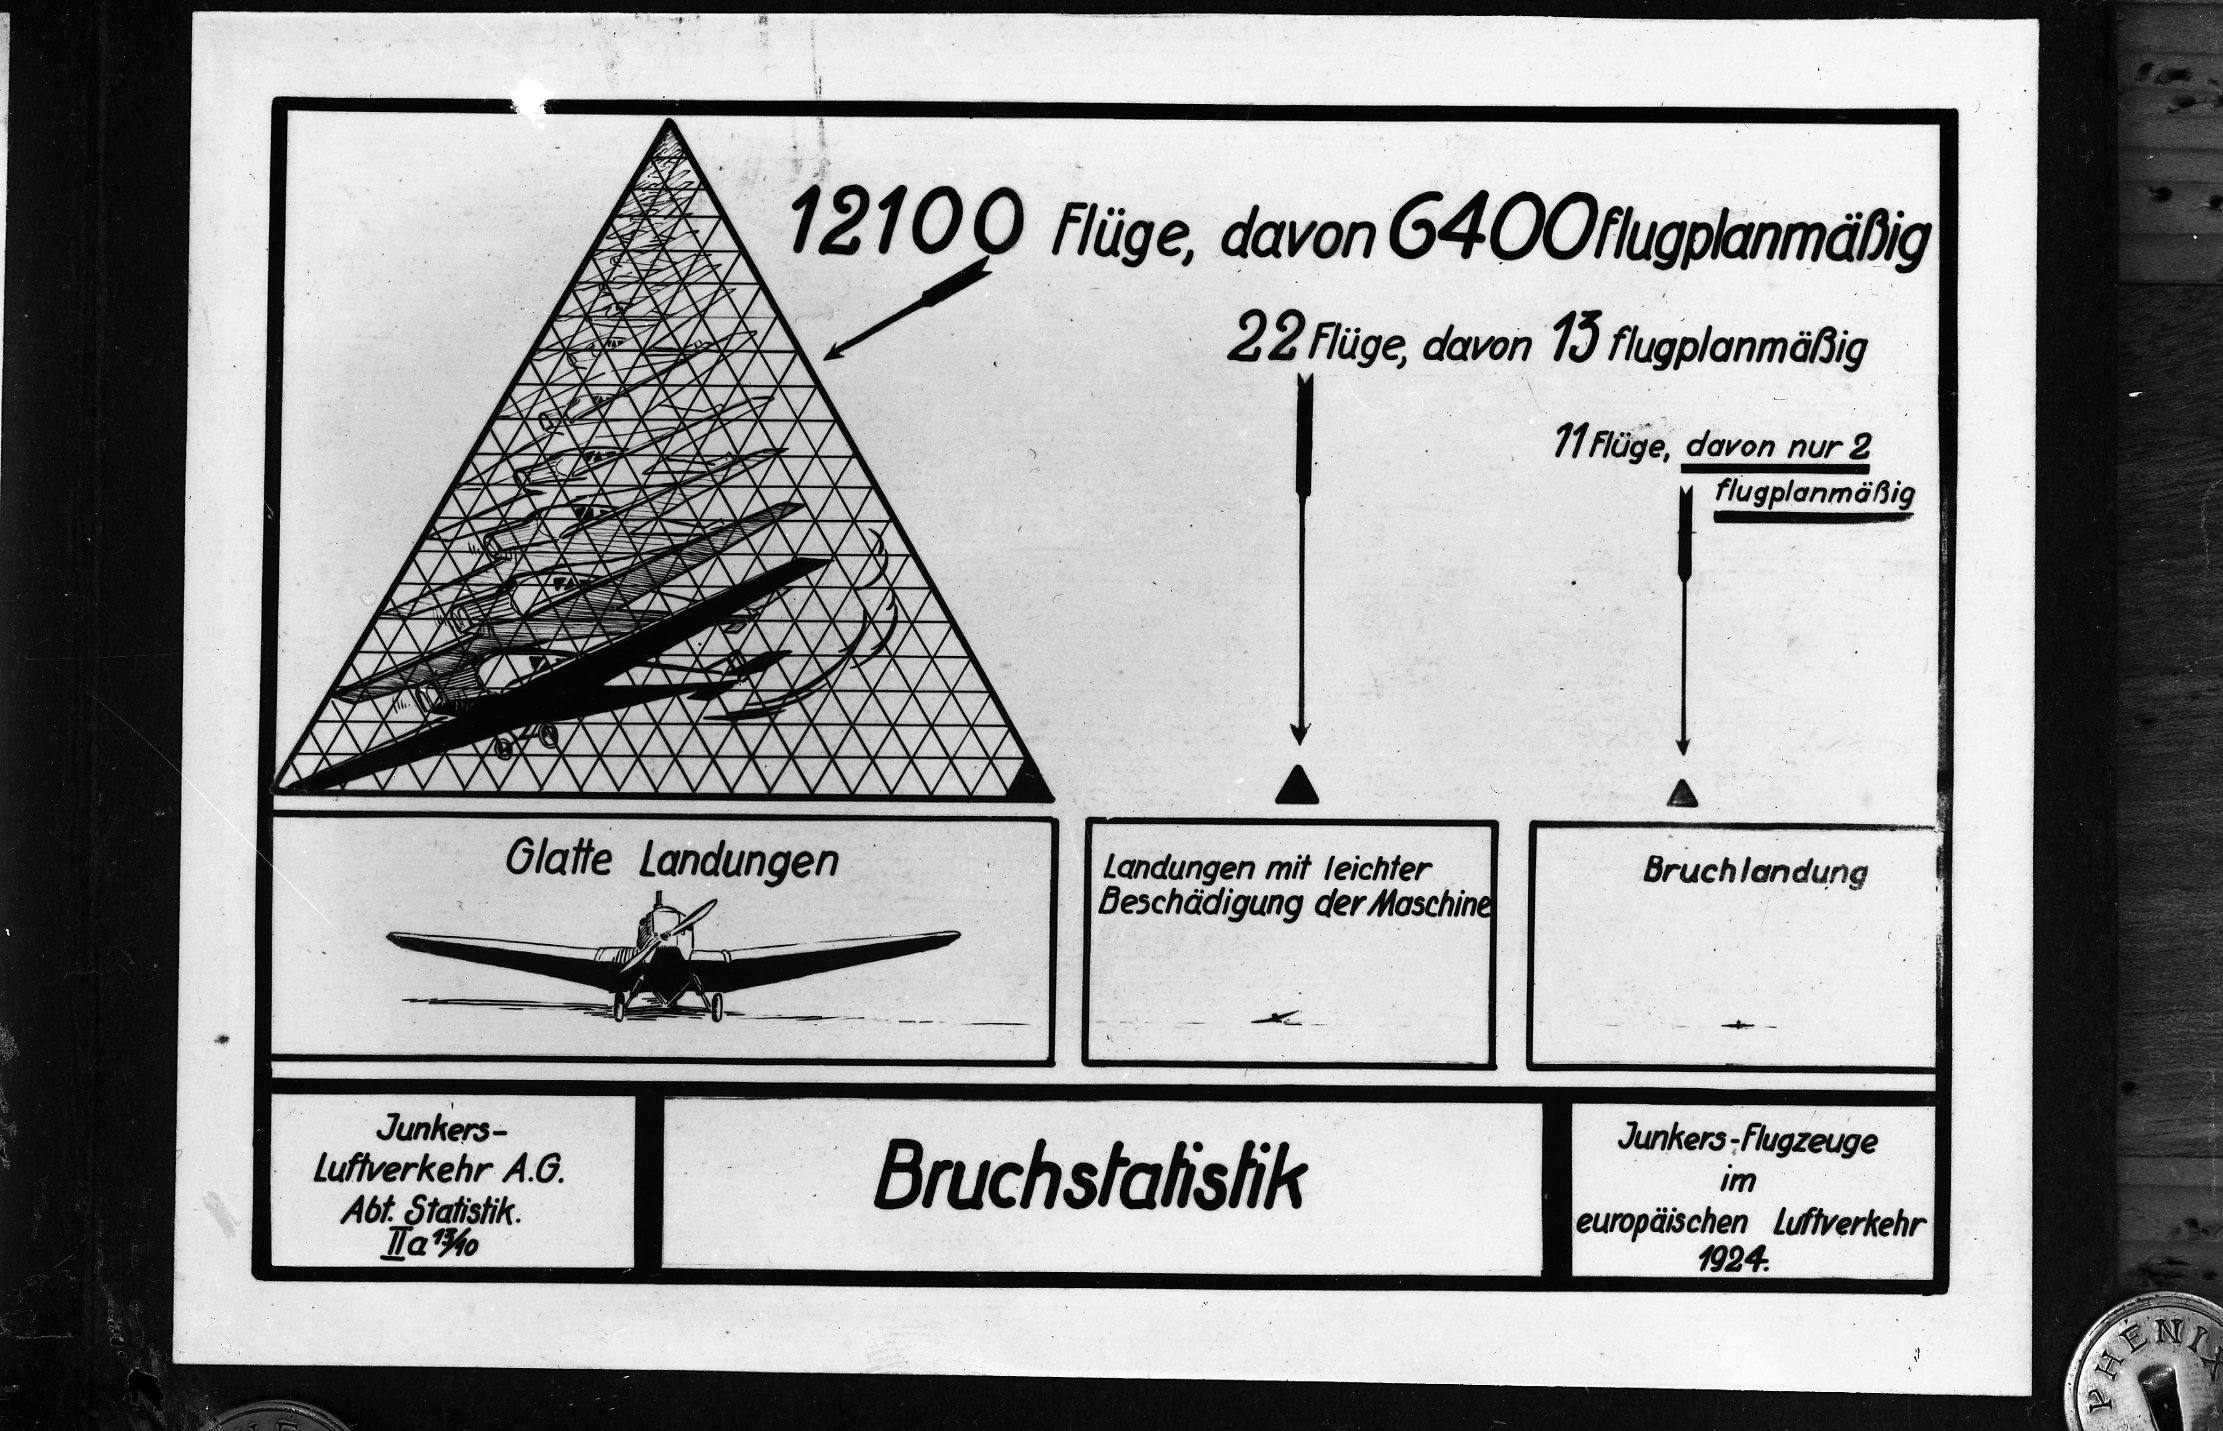 12100 Flüge, davon 6400 flugplanmäßig
22 Flüge, davon 13 flugplanmäßig
11 Flüge, davon nur 2
flugplanmäßig
Glatte Landungen
Landungen mit leichter
Beschädigung der Maschine
Bruchlandung
Junkers-
Luftverkehr A.G.
Abt. Statistik.
IIa 13/10
Bruchstatistik
Junkers-Flugzeuge
im
europäischen Luftverkehr
1924.
PHENIX